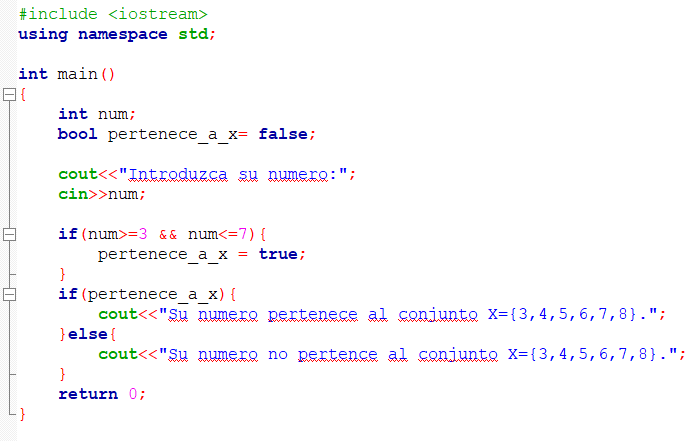 #include <iostream>
using namespace std;
int main()
{
int num;
bool pertenece_a_x= false;
cout<<"Introduzca su numero:";
cin>>num;
if(num>=3 && num<=7){
pertenece_a_x = true;
}
if(pertenece_a_x){
cout<<"Su numero pertenece al conjunto X={3,4,5,6,7,8}.";
}else{
cout<<"Su numero no pertence al conjunto X={3,4,5,6,7,8}.";
}
return 0;
}